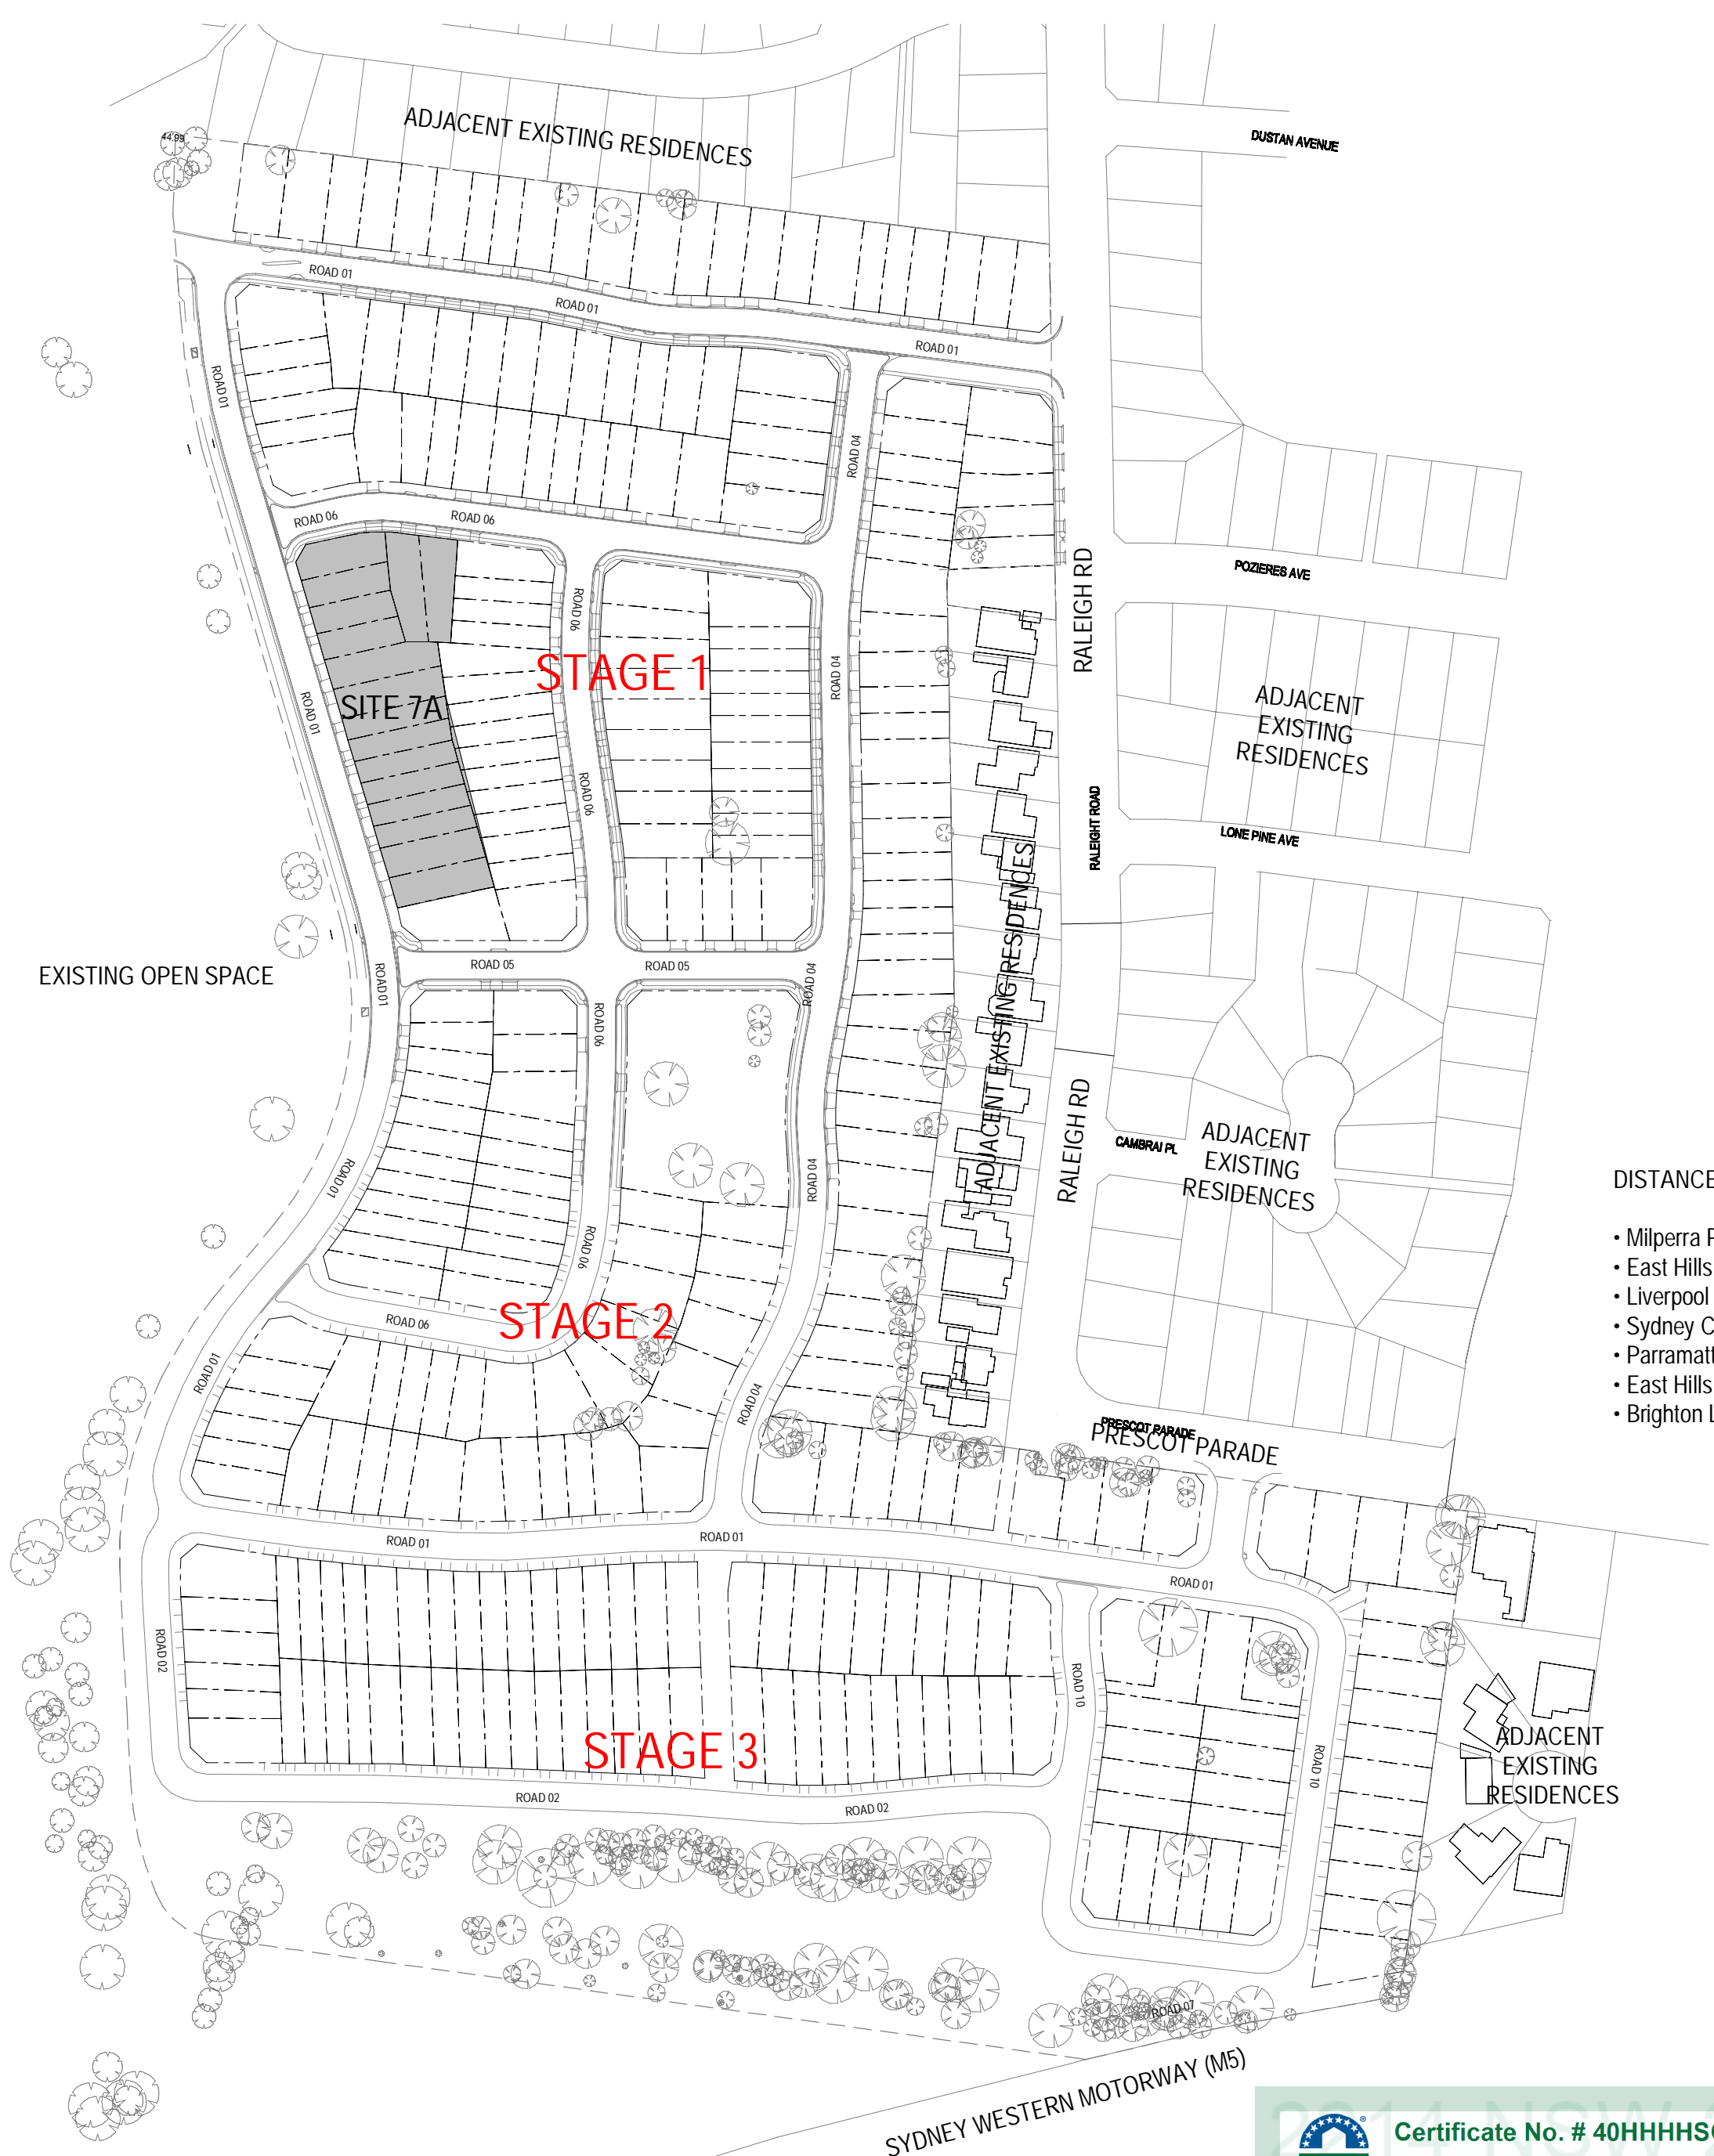 ADJACENT EXISTING RESIDENCES
44.99
DUSTAN AVENUE
ROAD 01
ROAD 01
ROAD 01
ROAD 01
ROAD 04
ROAD 06
ROAD 06
RALEIGH RD
POZIERES AVE
ROAD 06
STAGE 1
ROAD 04
SITE 7A
ROAD 01
ADJACENT
EXISTING
RESIDENCES
ROAD 06
RALEIGHT ROAD
LONE PINE AVE
EXISTING OPEN SPACE
ROAD 01
ROAD 05
ROAD 05
ROAD 04
ROAD 06
ADJACENT EXISTING RESIDENCES
RALEIGH RD
CAMBRAI PL
ADJACENT
EXISTING
RESIDENCES
ROAD 01
ROAD 04
DISTANCE
• Milperra P
• East Hills
• Liverpool
• Sydney C
• Parramatt
• East Hills
• Brighton L
ROAD 06
STAGE 2
ROAD 06
ROAD 01
ROAD 04
PRESCOT PARADE
PRESCOT PARADE
ROAD 01
ROAD 01
ROAD 01
ROAD 02
ROAD 10
STAGE 3
ROAD 10
ADJACENT
EXISTING
RESIDENCES
ROAD 02
ROAD 02
ROAD 07
SYDNEY WESTERN MOTORWAY (M5)
Certificate No. # 40HHHHS